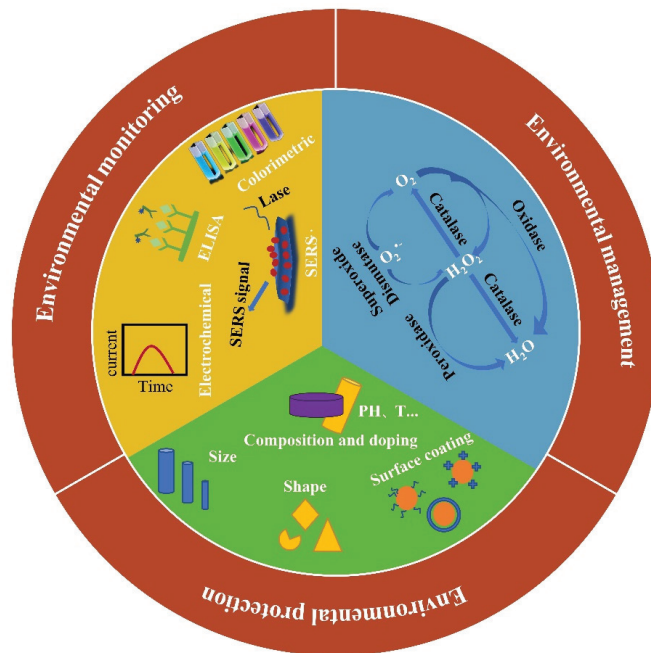 Environmental monitoring
Environmental management
Environmental protection
Colorimetric
ELISA
Lase
SERS
SERS signal
Electrochemical
current
Time
O₂
Catalase
Oxidase
O₂·-
H₂O₂
Superoxide
Dismutase
Catalase
Peroxidase
H₂O
PH、T...
Composition and doping
Size
Shape
Surface coating